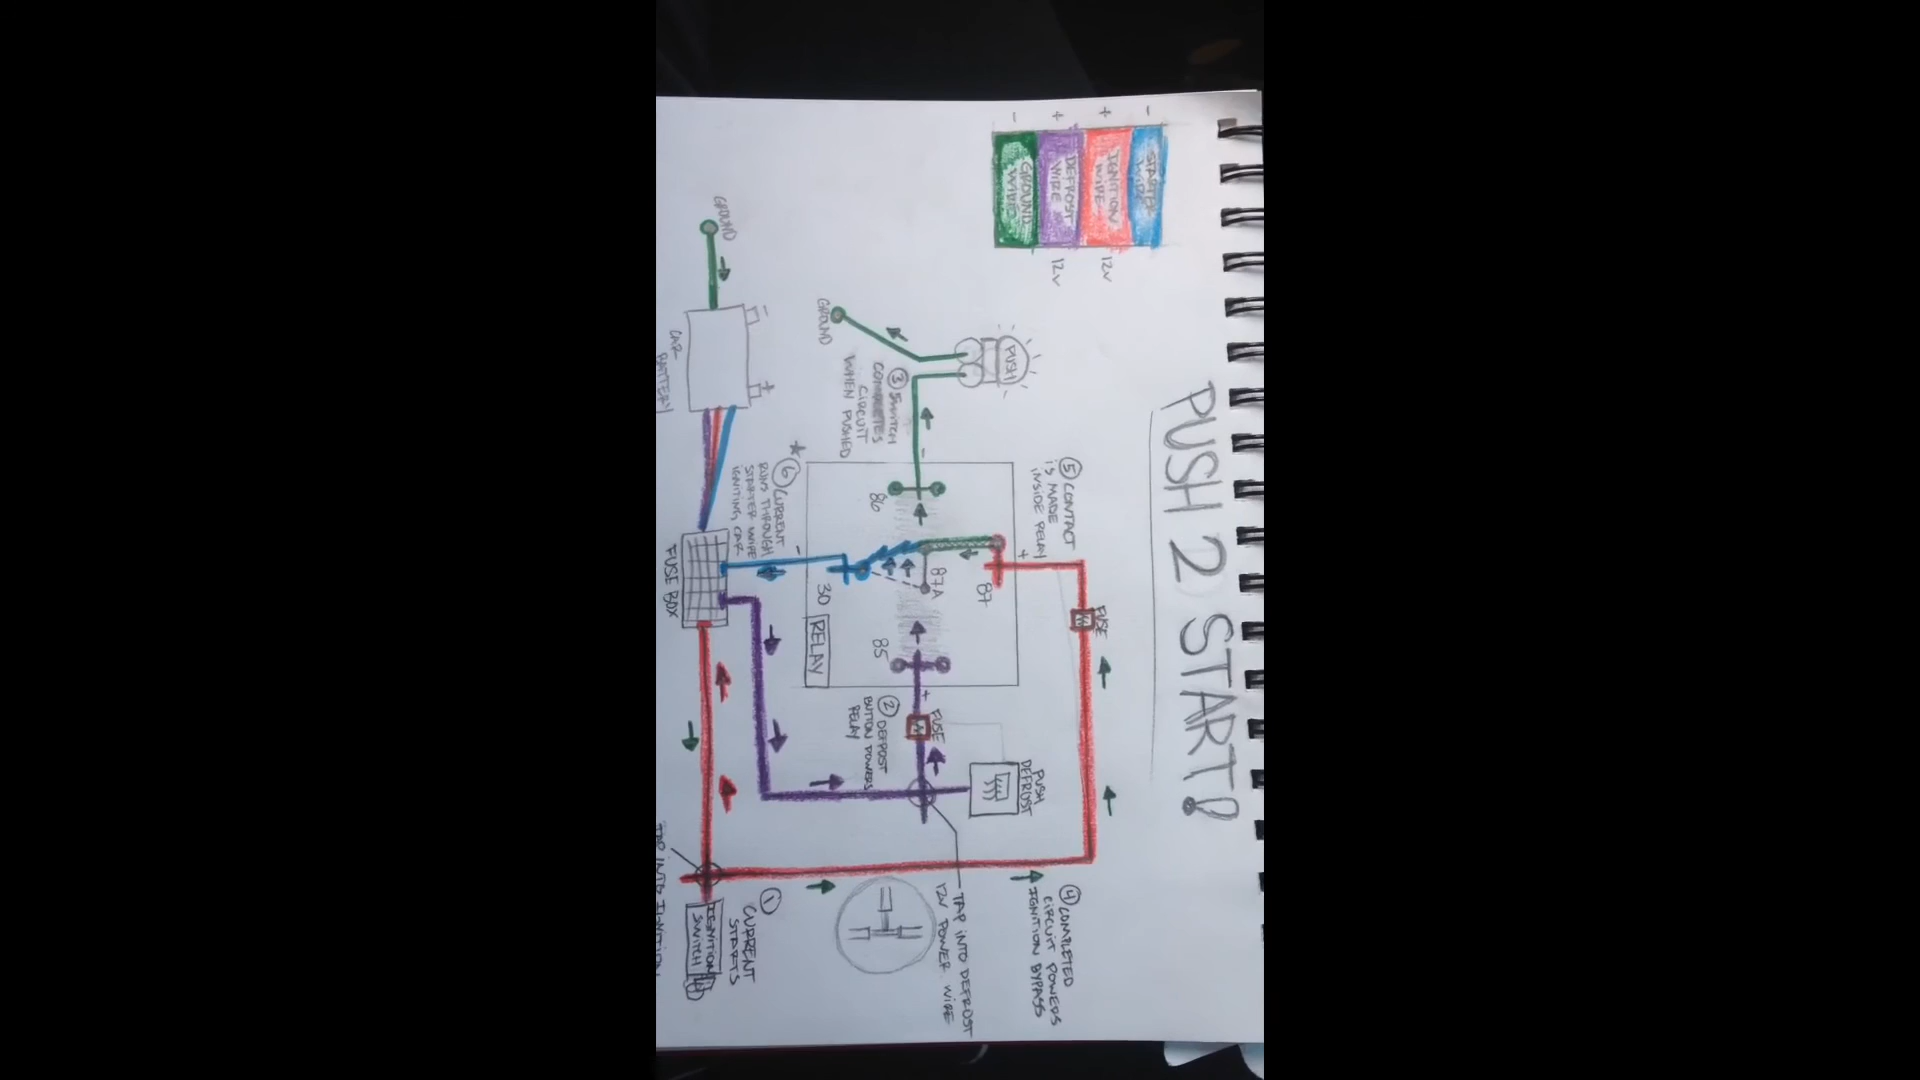 PUSH 2 START!
-
STARTER
WIRE
+
IGNITION
WIRE
12V
+
DEFROST
WIRE
12V
-
GROUND
WIRE
PUSH
GROUND
③ SWITCH
COMPLETES
CIRCUIT
WHEN PUSHED
⑤ CONTACT
IS MADE
INSIDE RELAY
+
87
FUSE
-
86
87A
85
+
30
RELAY
FUSE
② DEFROST
BUTTON POWERS
RELAY
PUSH
DEFROST
④ COMPLETED
CIRCUIT POWERS
IGNITION BYPASS
TAP INTO DEFROST
12V POWER WIRE
★ ⑥ CURRENT
RUNS THROUGH
STARTER WIRE
IGNITING CAR
-
GROUND
-
+
CAR
BATTERY
FUSE BOX
① CURRENT
STARTS
IGNITION
SWITCH
TAP INTO IGNITION